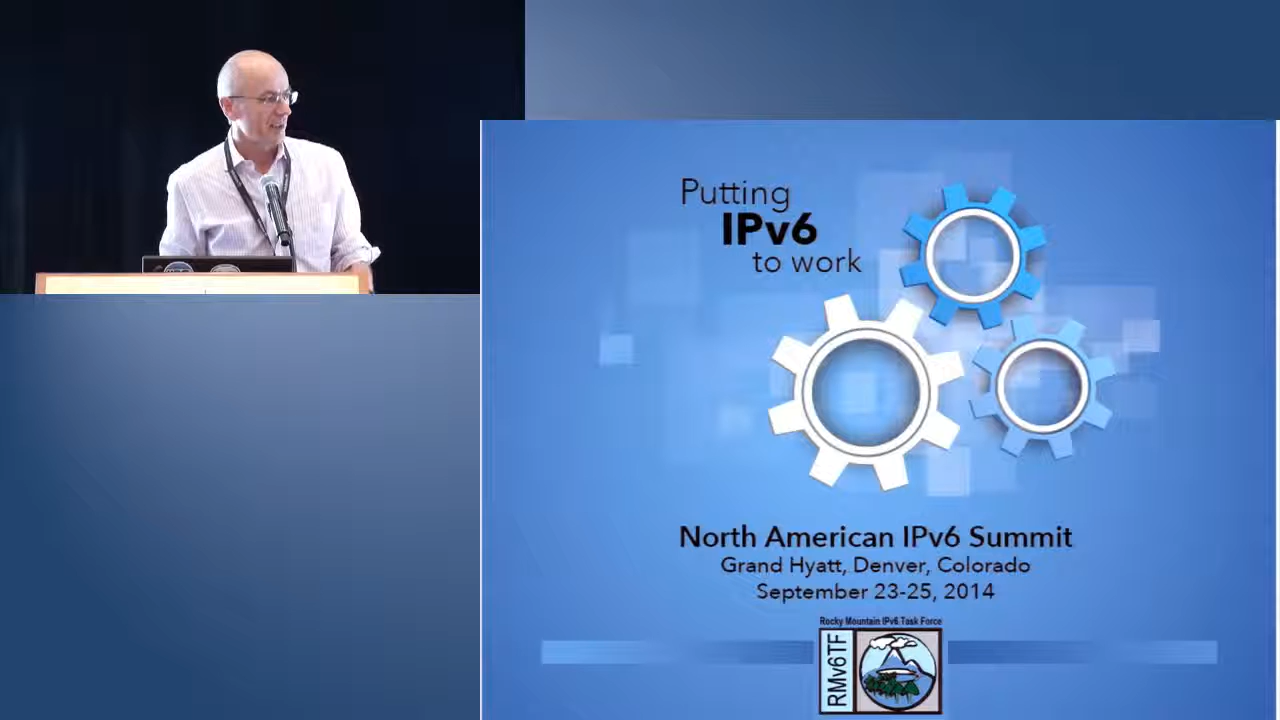 Putting
IPv6
to work
North American IPv6 Summit
Grand Hyatt, Denver, Colorado
September 23-25, 2014
Rocky Mountain IPv6 Task Force
RMv6TF